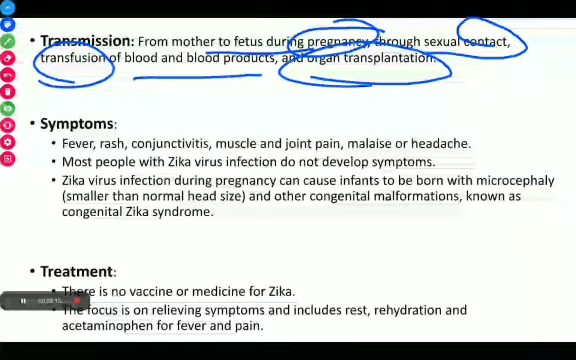 • Transmission: From mother to fetus during pregnancy, through sexual contact,
transfusion of blood and blood products, and organ transplantation.
• Symptoms:
• Fever, rash, conjunctivitis, muscle and joint pain, malaise or headache.
• Most people with Zika virus infection do not develop symptoms.
• Zika virus infection during pregnancy can cause infants to be born with microcephaly
(smaller than normal head size) and other congenital malformations, known as
congenital Zika syndrome.
• Treatment:
• There is no vaccine or medicine for Zika.
• The focus is on relieving symptoms and includes rest, rehydration and
acetaminophen for fever and pain.